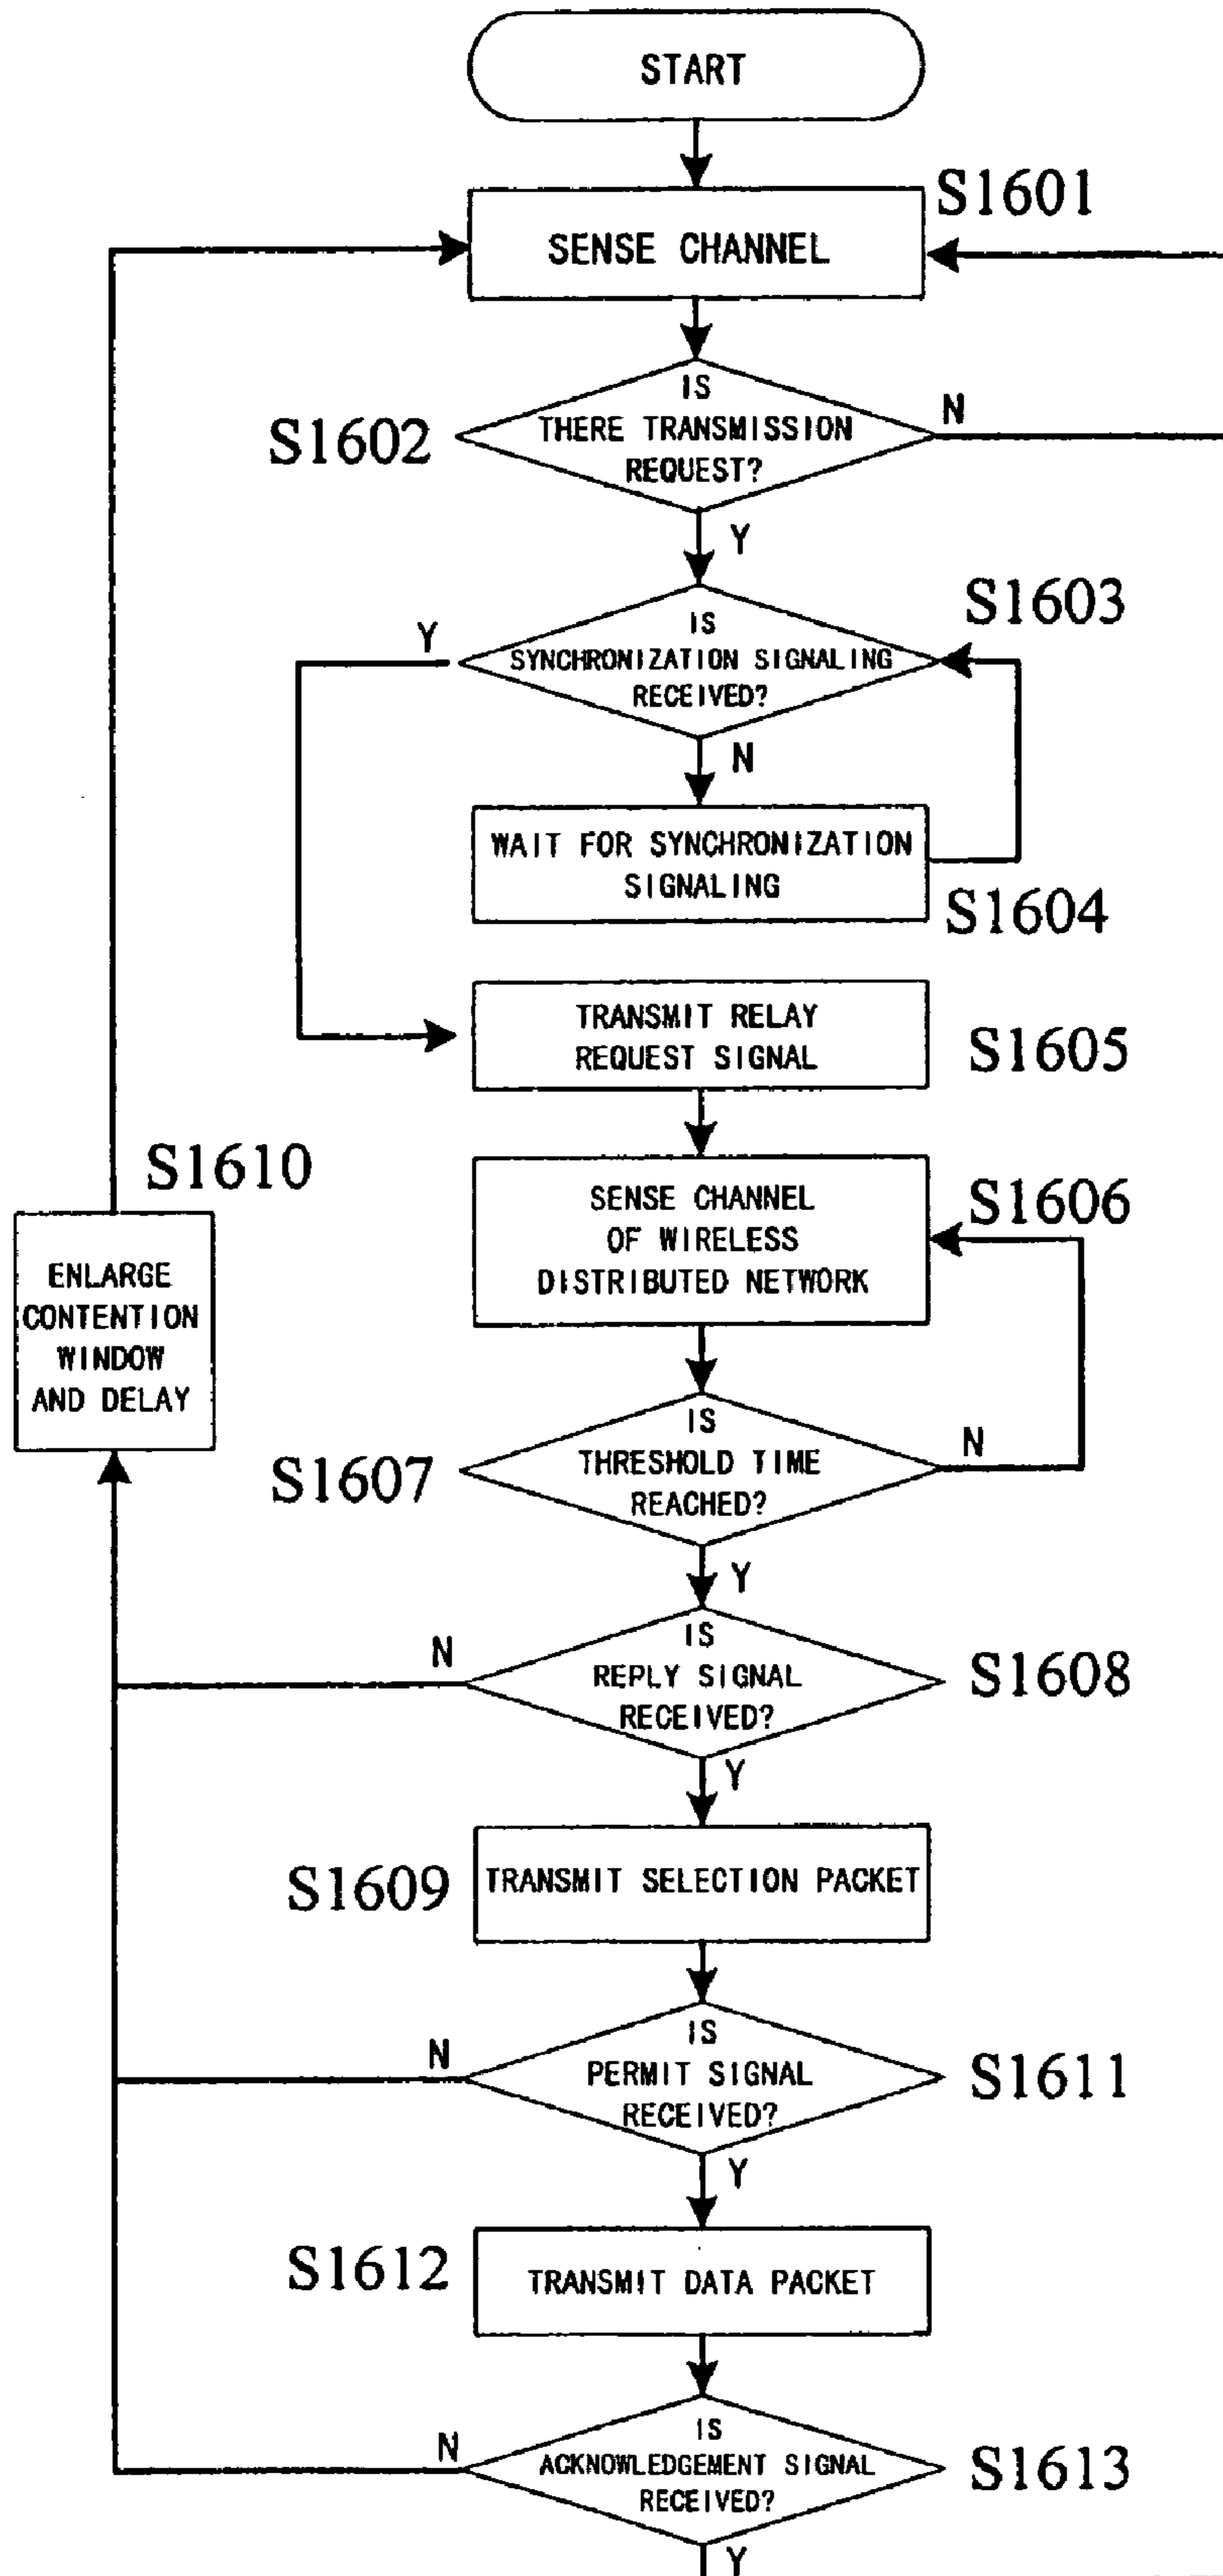 START
S1601
SENSE CHANNEL
IS
THERE TRANSMISSION
REQUEST?
S1602
N
Y
S1603
IS
SYNCHRONIZATION SIGNALING
RECEIVED?
Y
N
WAIT FOR SYNCHRONIZATION
SIGNALING
S1604
TRANSMIT RELAY
REQUEST SIGNAL
S1605
S1610
ENLARGE
CONTENTION
WINDOW
AND DELAY
SENSE CHANNEL
OF WIRELESS
DISTRIBUTED NETWORK
S1606
IS
THRESHOLD TIME
REACHED?
S1607
N
Y
IS
REPLY SIGNAL
RECEIVED?
N
S1608
Y
S1609
TRANSMIT SELECTION PACKET
IS
PERMIT SIGNAL
RECEIVED?
N
S1611
Y
S1612
TRANSMIT DATA PACKET
IS
ACKNOWLEDGEMENT SIGNAL
RECEIVED?
N
S1613
Y